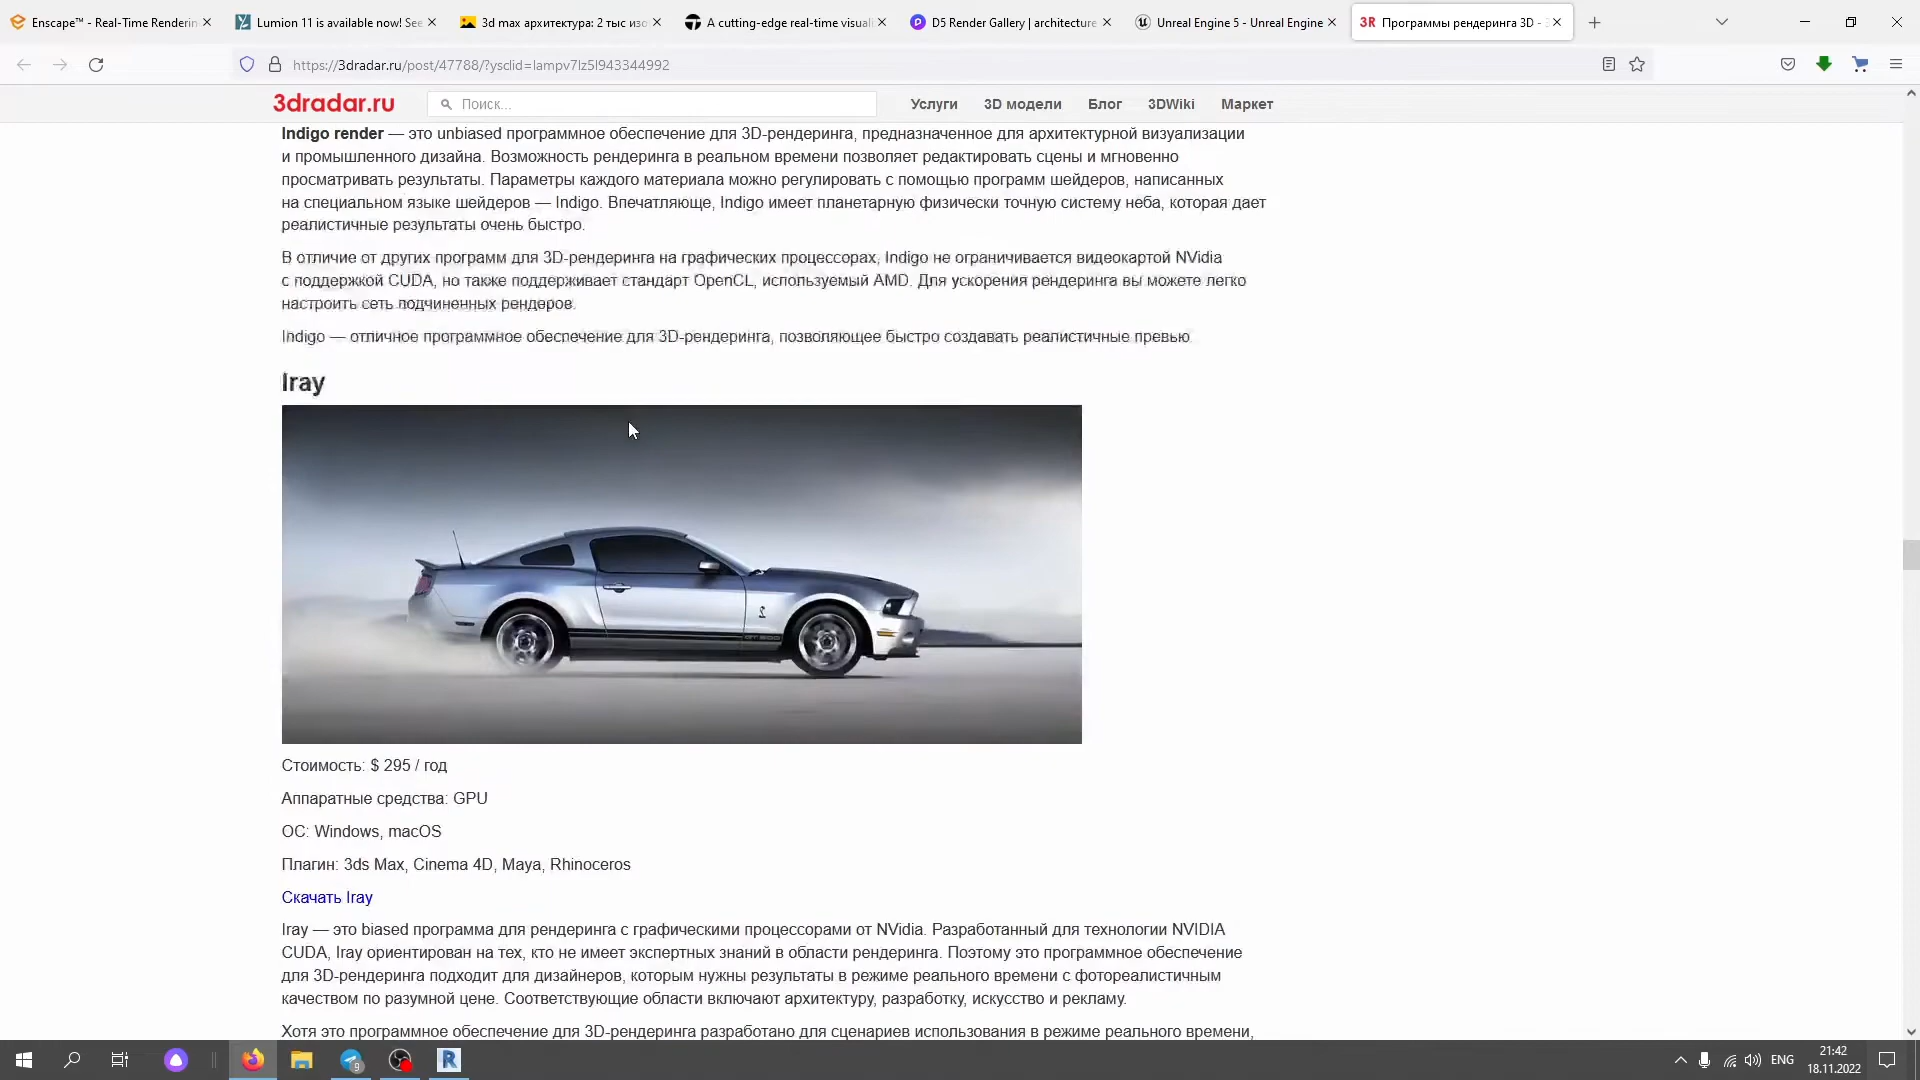 Enscape™ - Real-Time Renderin
Lumion 11 is available now! See
3d max архитектура: 2 тыс изо
A cutting-edge real-time visuali
D5 Render Gallery | architecture
Unreal Engine 5 - Unreal Engine
3R Программы рендеринга 3D - 3
https://3dradar.ru/post/47788/?ysclid=lampv7lz5l943344992
3dradar.ru
Поиск...
Услуги
3D модели
Блог
3DWiki
Маркет
Indigo render — это unbiased программное обеспечение для 3D-рендеринга, предназначенное для архитектурной визуализации
и промышленного дизайна. Возможность рендеринга в реальном времени позволяет редактировать сцены и мгновенно
просматривать результаты. Параметры каждого материала можно регулировать с помощью программ шейдеров, написанных
на специальном языке шейдеров — Indigo. Впечатляюще, Indigo имеет планетарную физически точную систему неба, которая дает
реалистичные результаты очень быстро.
В отличие от других программ для 3D-рендеринга на графических процессорах, Indigo не ограничивается видеокартой NVidia
с поддержкой CUDA, но также поддерживает стандарт OpenCL, используемый AMD. Для ускорения рендеринга вы можете легко
настроить сеть подчиненных рендеров.
Indigo — отличное программное обеспечение для 3D-рендеринга, позволяющее быстро создавать реалистичные превью.
Iray
GT 500
Стоимость: $ 295 / год
Аппаратные средства: GPU
ОС: Windows, macOS
Плагин: 3ds Max, Cinema 4D, Maya, Rhinoceros
Скачать Iray
Iray — это biased программа для рендеринга с графическими процессорами от NVidia. Разработанный для технологии NVIDIA
CUDA, Iray ориентирован на тех, кто не имеет экспертных знаний в области рендеринга. Поэтому это программное обеспечение
для 3D-рендеринга подходит для дизайнеров, которым нужны результаты в режиме реального времени с фотореалистичным
качеством по разумной цене. Соответствующие области включают архитектуру, разработку, искусство и рекламу.
Хотя это программное обеспечение для 3D-рендеринга разработано для сценариев использования в режиме реального времени,
9
R
ENG
21:42
18.11.2022